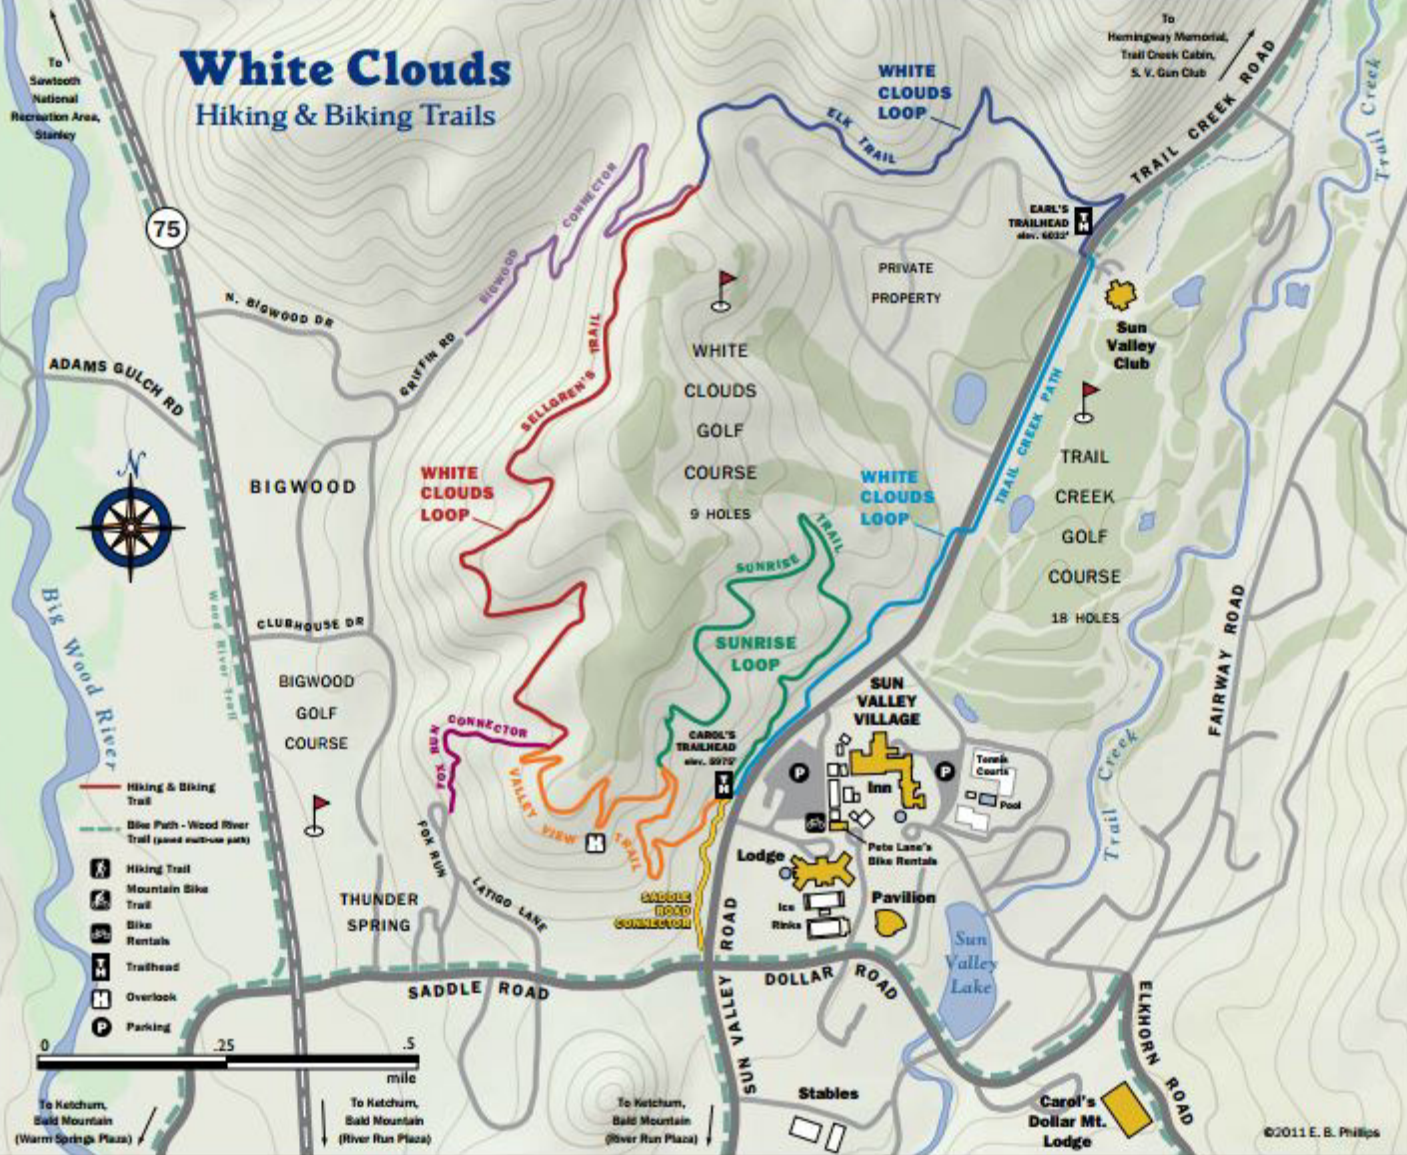 White Clouds
Hiking & Biking Trails
To
Sawtooth
National
Recreation Area,
Stanley
To
Hemingway Memorial,
Trail Creek Cabin,
S. V. Gun Club
TRAIL CREEK ROAD
Trail Creek
WHITE
CLOUDS
LOOP
ELK TRAIL
EARL'S
TRAILHEAD
elev. 6032'
TH
75
BIGWOOD CONNECTOR
N. BIGWOOD DR
GRIFFIN RD
ADAMS GULCH RD
SELLGREN'S TRAIL
PRIVATE
PROPERTY
Sun
Valley
Club
WHITE
CLOUDS
GOLF
COURSE
9 HOLES
TRAIL CREEK PATH
TRAIL
CREEK
GOLF
COURSE
18 HOLES
N
BIGWOOD
WHITE
CLOUDS
LOOP
WHITE
CLOUDS
LOOP
SUNRISE TRAIL
SUNRISE
LOOP
Big Wood River
Wood River Trail
CLUBHOUSE DR
BIGWOOD
GOLF
COURSE
FAIRWAY ROAD
FOX RUN CONNECTOR
CAROL'S
TRAILHEAD
elev. 5975'
TH
SUN
VALLEY
VILLAGE
P
Inn
P
Tennis
Courts
Pool
Trail Creek
VALLEY VIEW TRAIL
Hiking & Biking
Trail
Bike Path - Wood River
Trail (paved multi-use path)
Hiking Trail
Mountain Bike
Trail
Bike
Rentals
TH
Trailhead
Overlook
P
Parking
FOX RUN
LATIGO LANE
THUNDER
SPRING
SADDLE
ROAD
CONNECTOR
Lodge
Pete Lane's
Bike Rentals
Ice
Rinks
Pavilion
Sun
Valley
Lake
SADDLE ROAD
SUN VALLEY ROAD
DOLLAR ROAD
ELKHORN ROAD
0 .25 .5
mile
To Ketchum,
Bald Mountain
(Warm Springs Plaza)
To Ketchum,
Bald Mountain
(River Run Plaza)
To Ketchum,
Bald Mountain
(River Run Plaza)
Stables
Carol's
Dollar Mt.
Lodge
©2011 E. B. Phillips